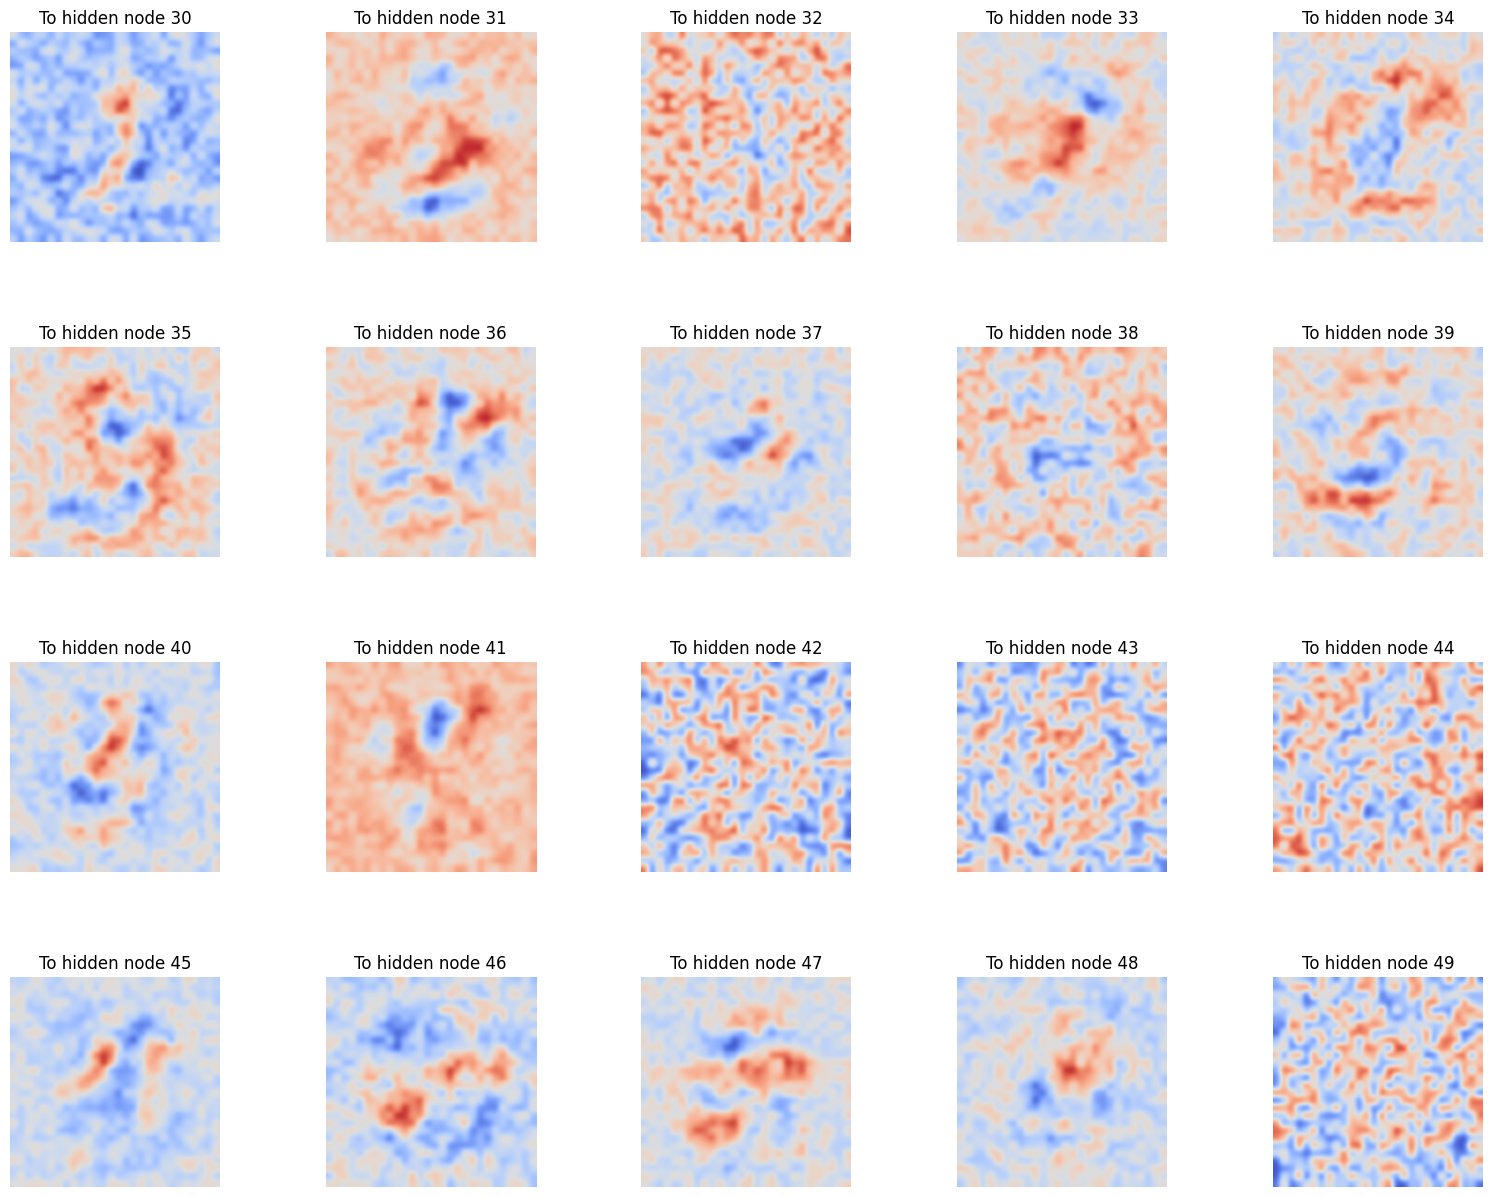 To hidden node 30
To hidden node 31
To hidden node 32
To hidden node 33
To hidden node 34
To hidden node 35
To hidden node 36
To hidden node 37
To hidden node 38
To hidden node 39
To hidden node 40
To hidden node 41
To hidden node 42
To hidden node 43
To hidden node 44
To hidden node 45
To hidden node 46
To hidden node 47
To hidden node 48
To hidden node 49